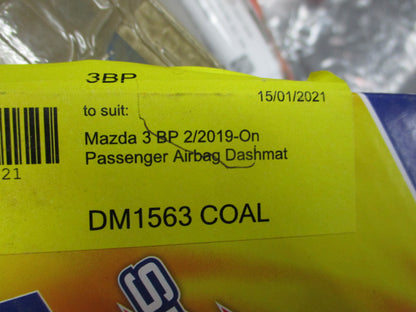 3BP
to suit:
15/01/2021
Mazda 3 BP 2/2019-On
Passenger Airbag Dashmat
21
DM1563 COAL